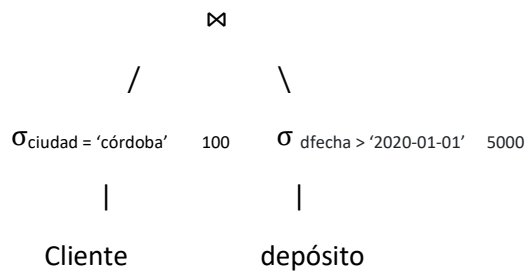 ⋈
/ \
σciudad = ‘córdoba’ 100 σ dfecha > ‘2020-01-01’ 5000
| |
Cliente depósito